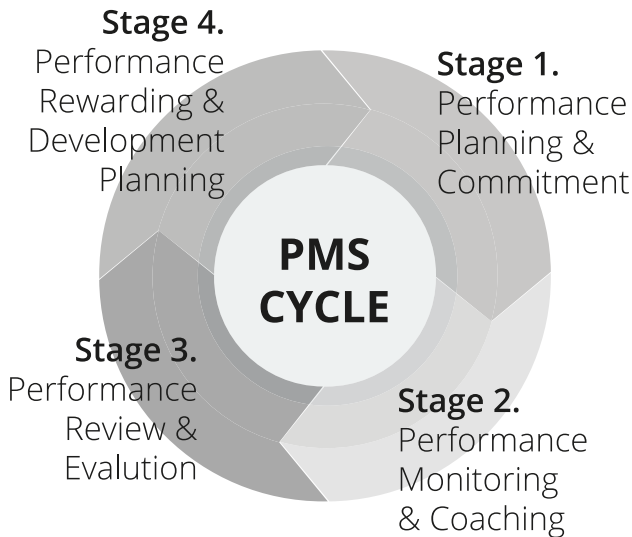 Stage 4.
Performance
Rewarding &
Development
Planning
Stage 1.
Performance
Planning &
Commitment
PMS
CYCLE
Stage 3.
Performance
Review &
Evalution
Stage 2.
Performance
Monitoring
& Coaching